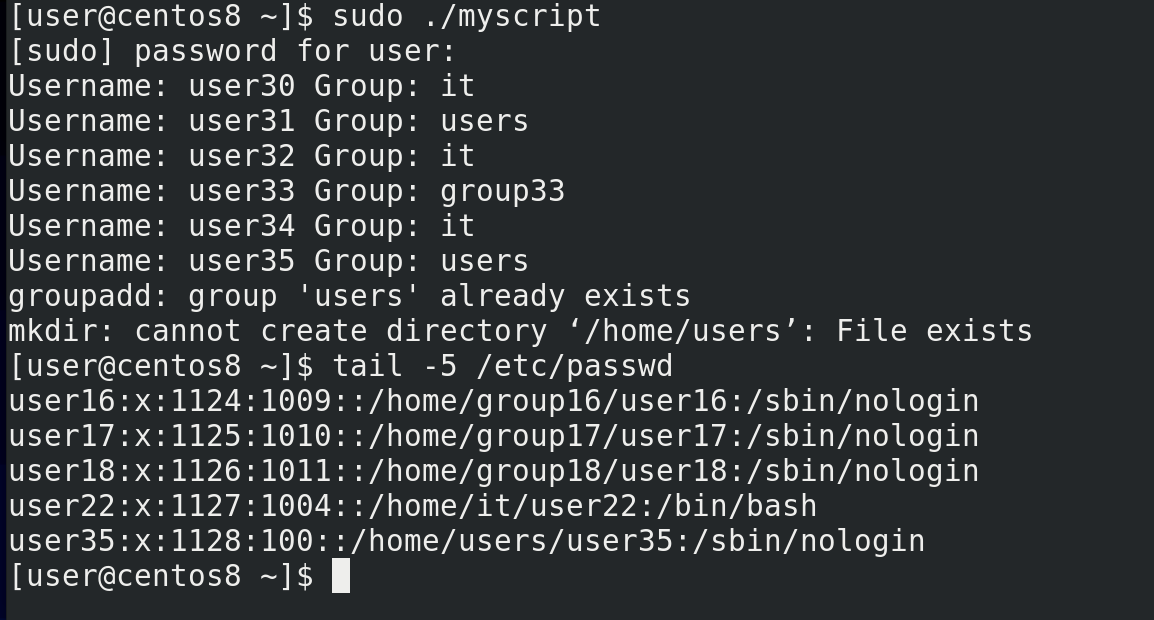 [user@centos8 ~]$ sudo ./myscript
[sudo] password for user:
Username: user30 Group: it
Username: user31 Group: users
Username: user32 Group: it
Username: user33 Group: group33
Username: user34 Group: it
Username: user35 Group: users
groupadd: group 'users' already exists
mkdir: cannot create directory ‘/home/users’: File exists
[user@centos8 ~]$ tail -5 /etc/passwd
user16:x:1124:1009::/home/group16/user16:/sbin/nologin
user17:x:1125:1010::/home/group17/user17:/sbin/nologin
user18:x:1126:1011::/home/group18/user18:/sbin/nologin
user22:x:1127:1004::/home/it/user22:/bin/bash
user35:x:1128:100::/home/users/user35:/sbin/nologin
[user@centos8 ~]$